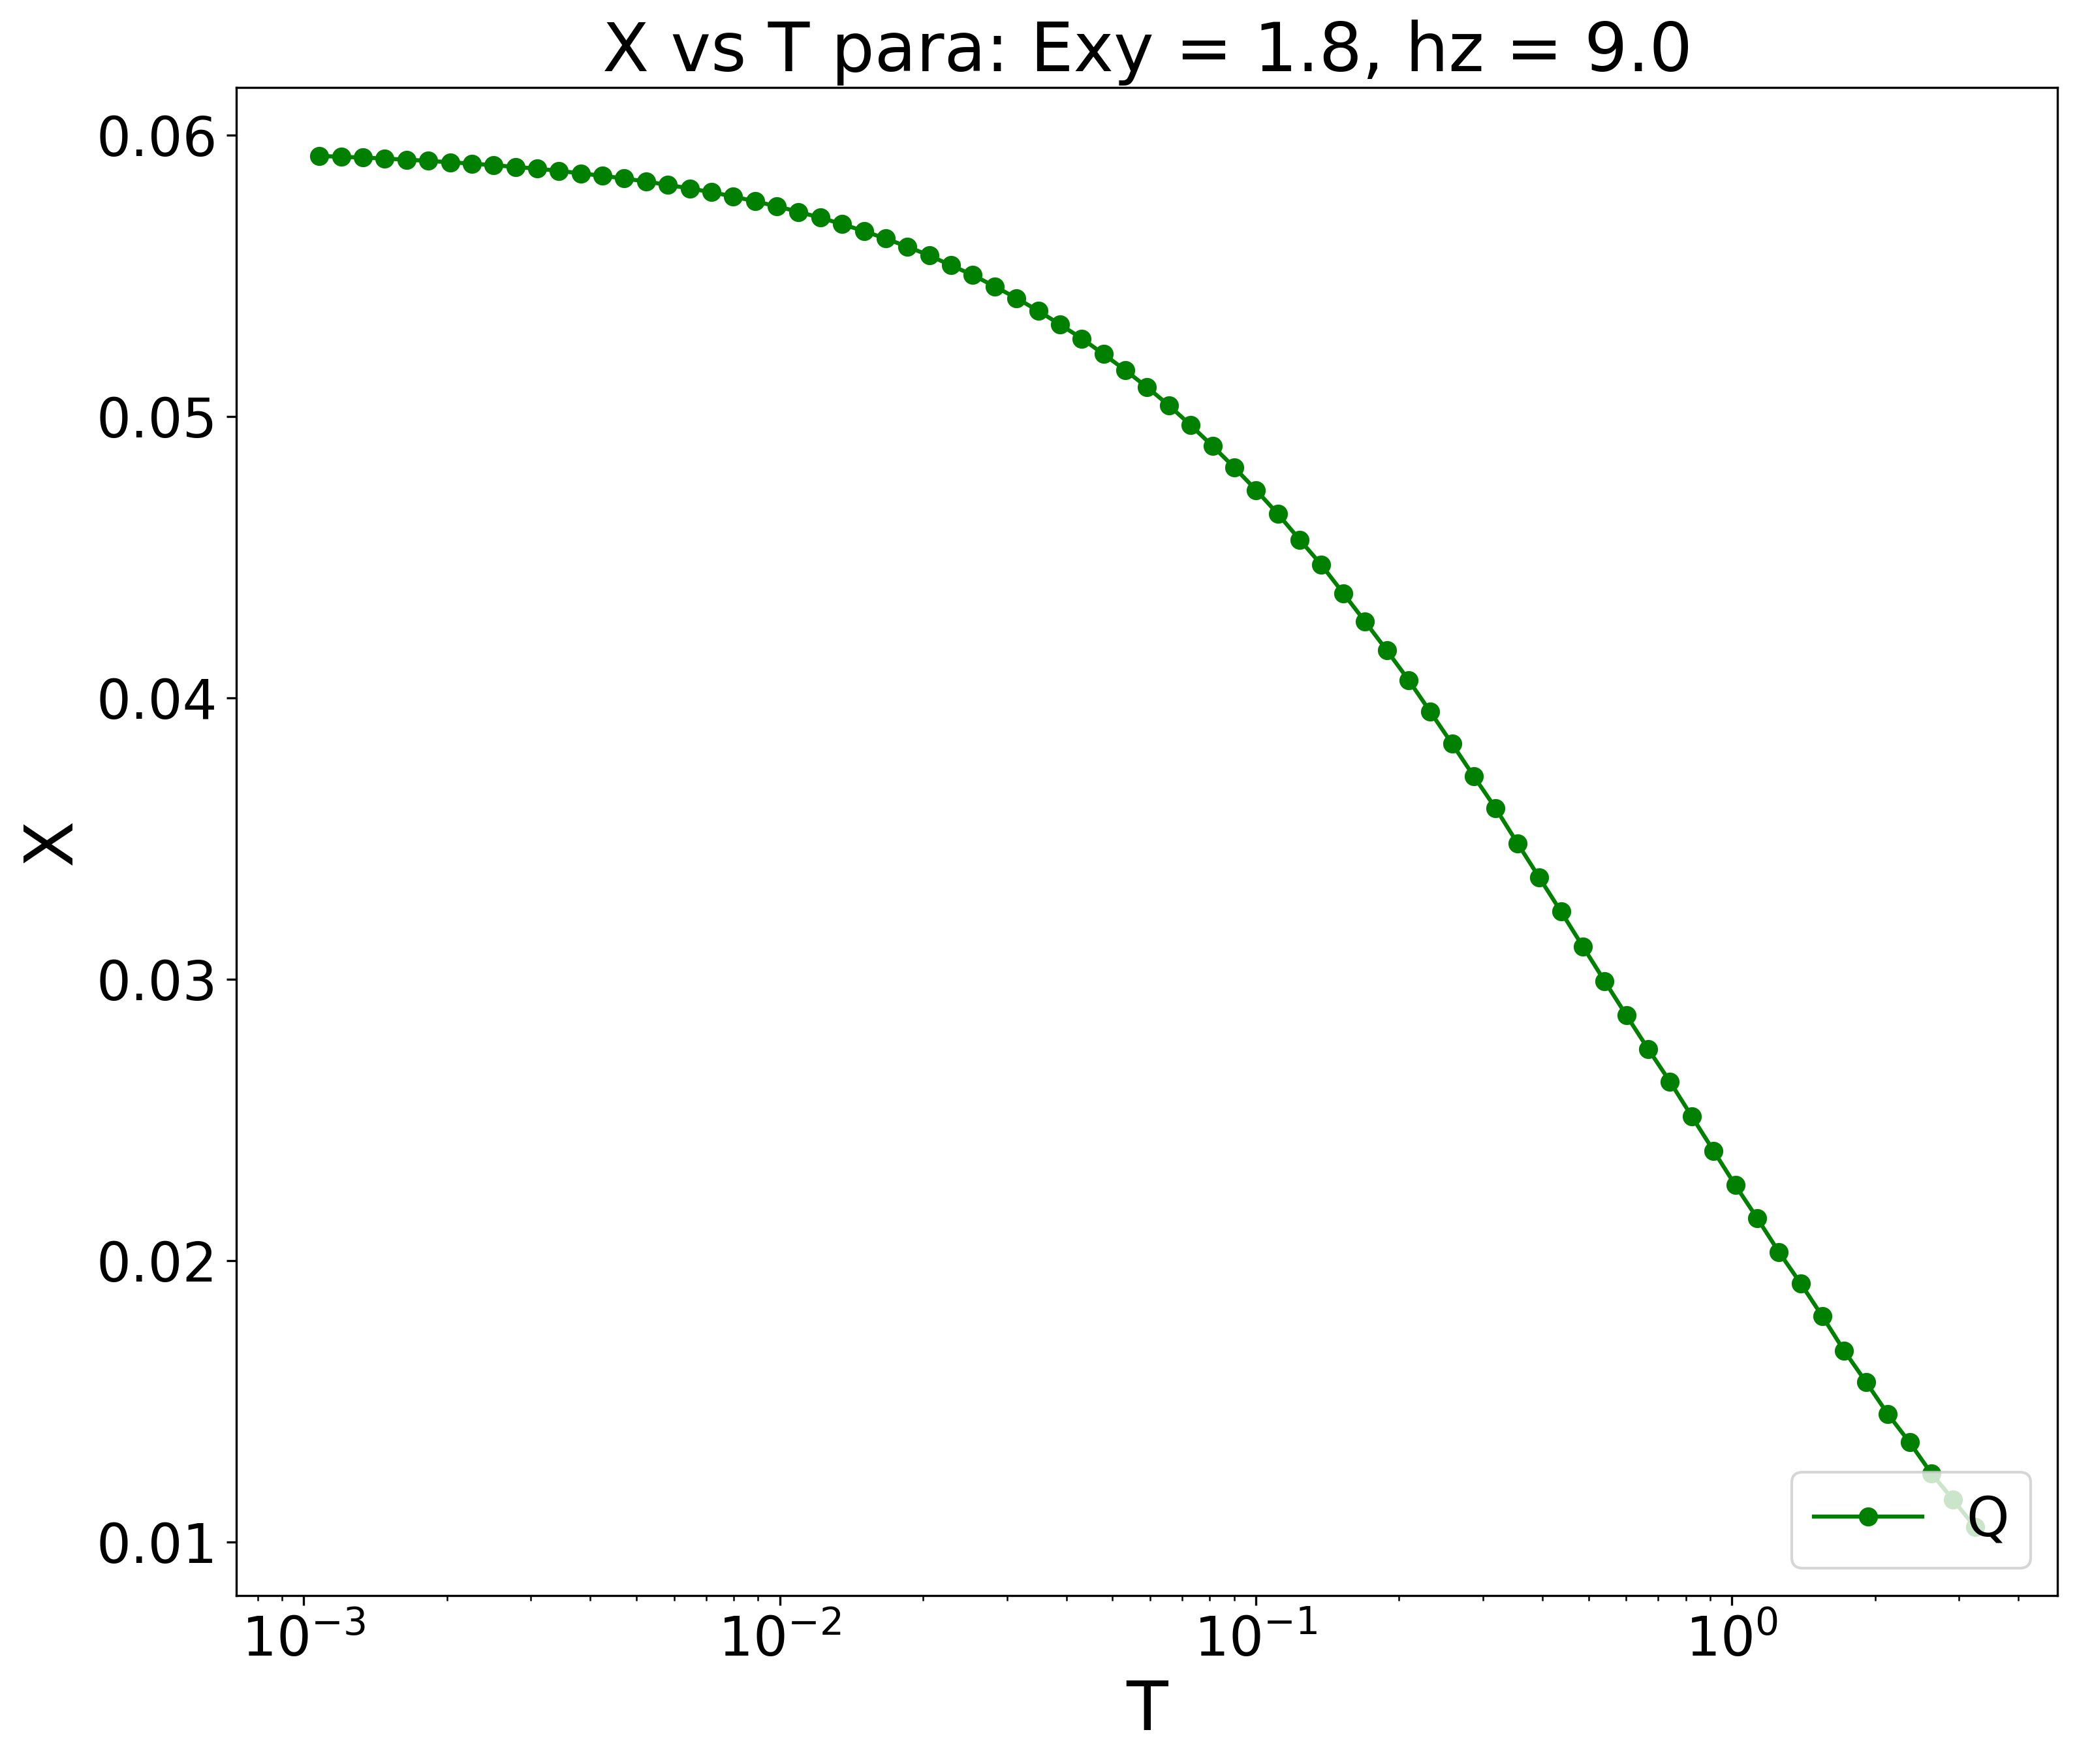 X vs T para: Exy = 1.8, hz = 9.0
0.06
0.05
0.04
0.03
0.02
0.01
X
Q
10⁻³ 10⁻² 10⁻¹ 10⁰
T